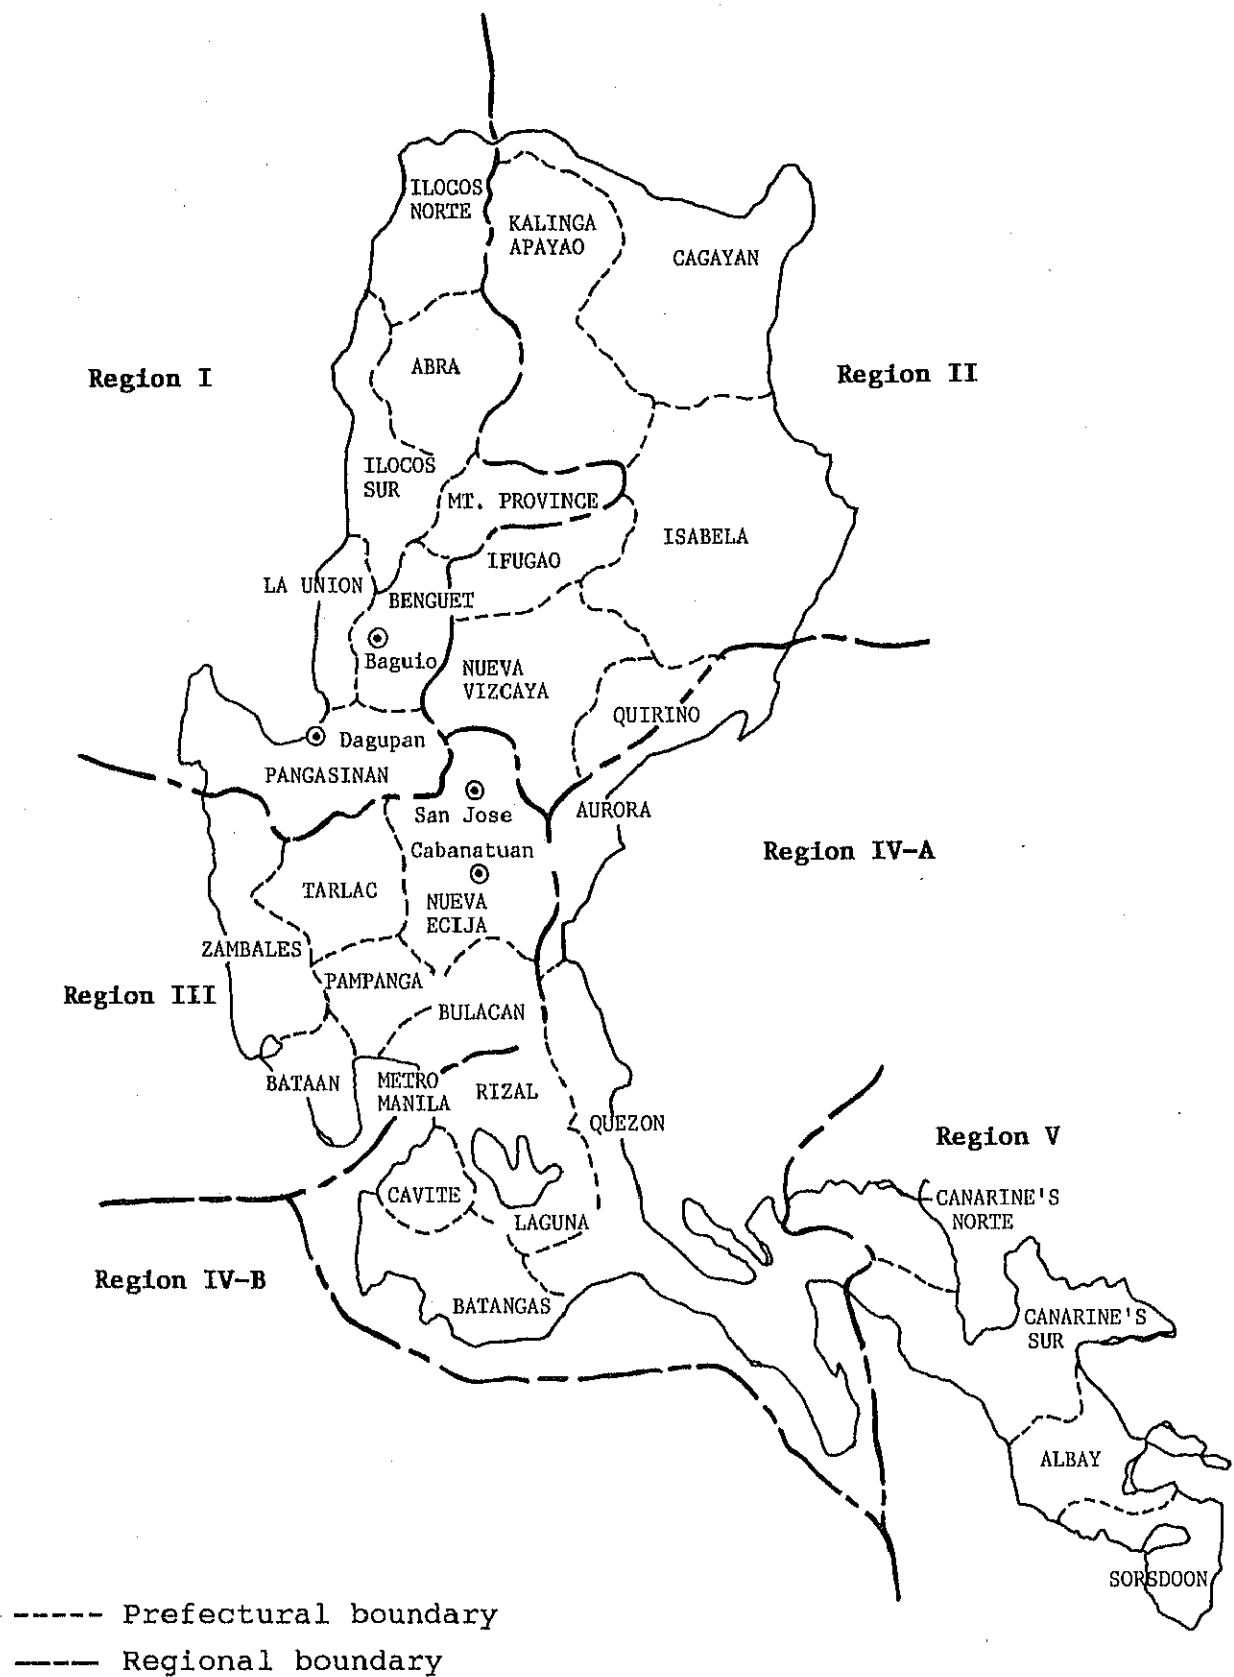 ILOCOS
NORTE
KALINGA
APAYAO
CAGAYAN
Region I
ABRA
Region II
ILOCOS
SUR
MT. PROVINCE
ISABELA
IFUGAO
LA UNION
BENGUET
Baguio
NUEVA
VIZCAYA
QUIRINO
Dagupan
PANGASINAN
San Jose
AURORA
Cabanatuan
Region IV-A
TARLAC
NUEVA
ECIJA
ZAMBALES
PAMPANGA
Region III
BULACAN
BATAAN
METRO
MANILA
RIZAL
QUEZON
Region V
CAVITE
CANARINE'S
NORTE
LAGUNA
Region IV-B
BATANGAS
CANARINE'S
SUR
ALBAY
SORSDOON
Prefectural boundary
Regional boundary